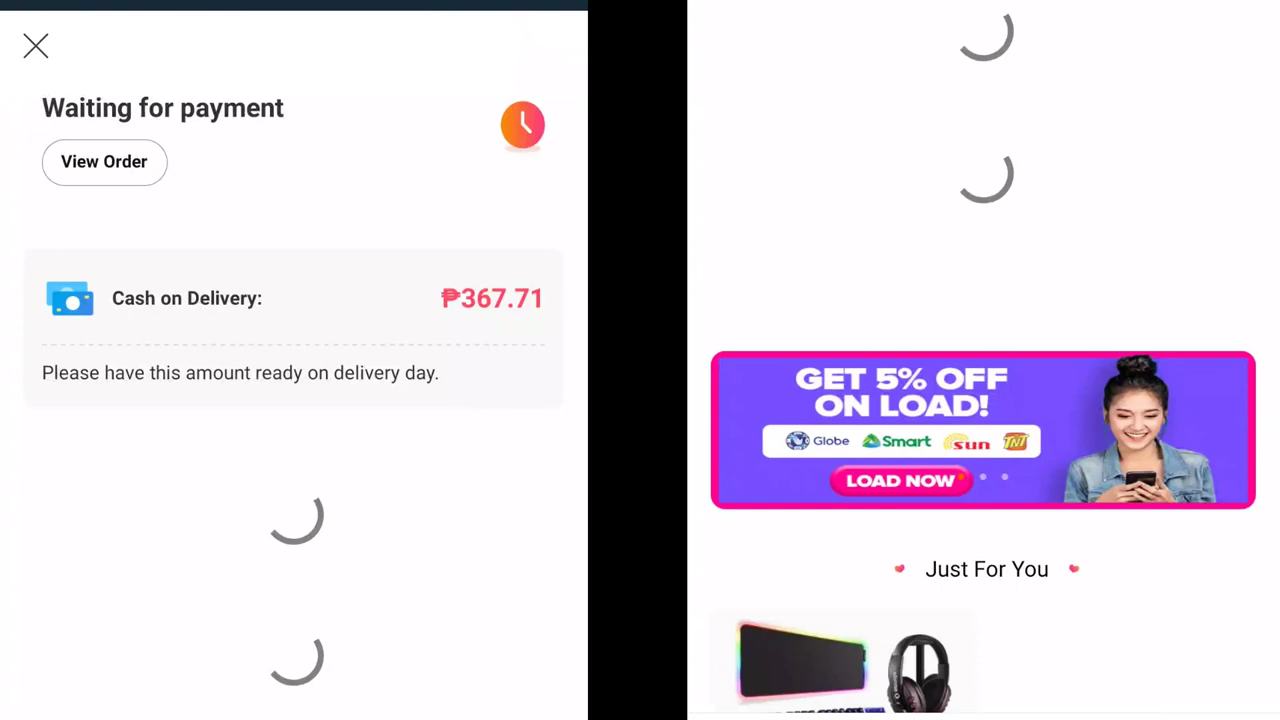 Waiting for payment
View Order
Cash on Delivery:
₱367.71
Please have this amount ready on delivery day.
GET 5% OFF
ON LOAD!
Globe Smart sun TNT
LOAD NOW
Just For You